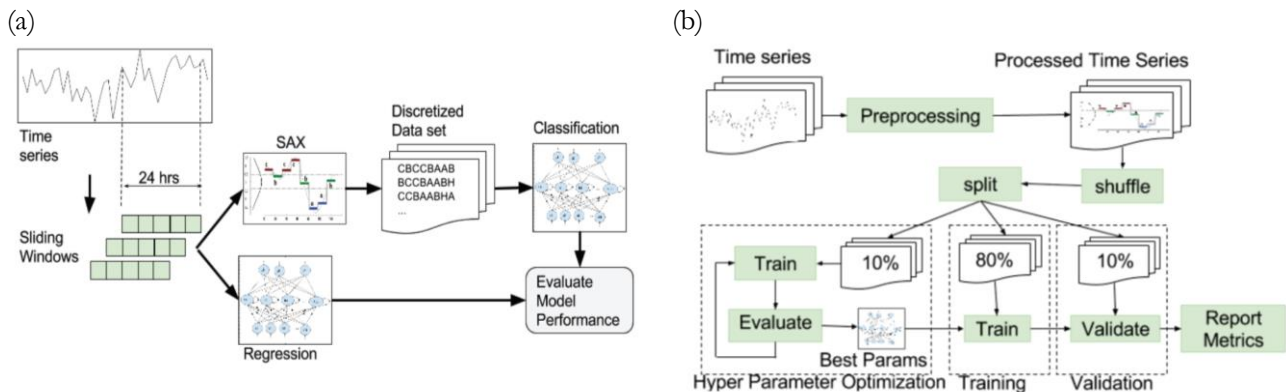 (a)
Time
series
24 hrs
Sliding
Windows
SAX
Discretized
Data set
CBCCBAAB
BCCBAABH
CCBAABHA
...
Classification
Regression
Evaluate
Model
Performance
(b)
Time series
Preprocessing
Processed Time Series
shuffle
split
10%
80%
10%
Train
Evaluate
Best Params
Train
Validate
Report
Metrics
Hyper Parameter Optimization
Training
Validation